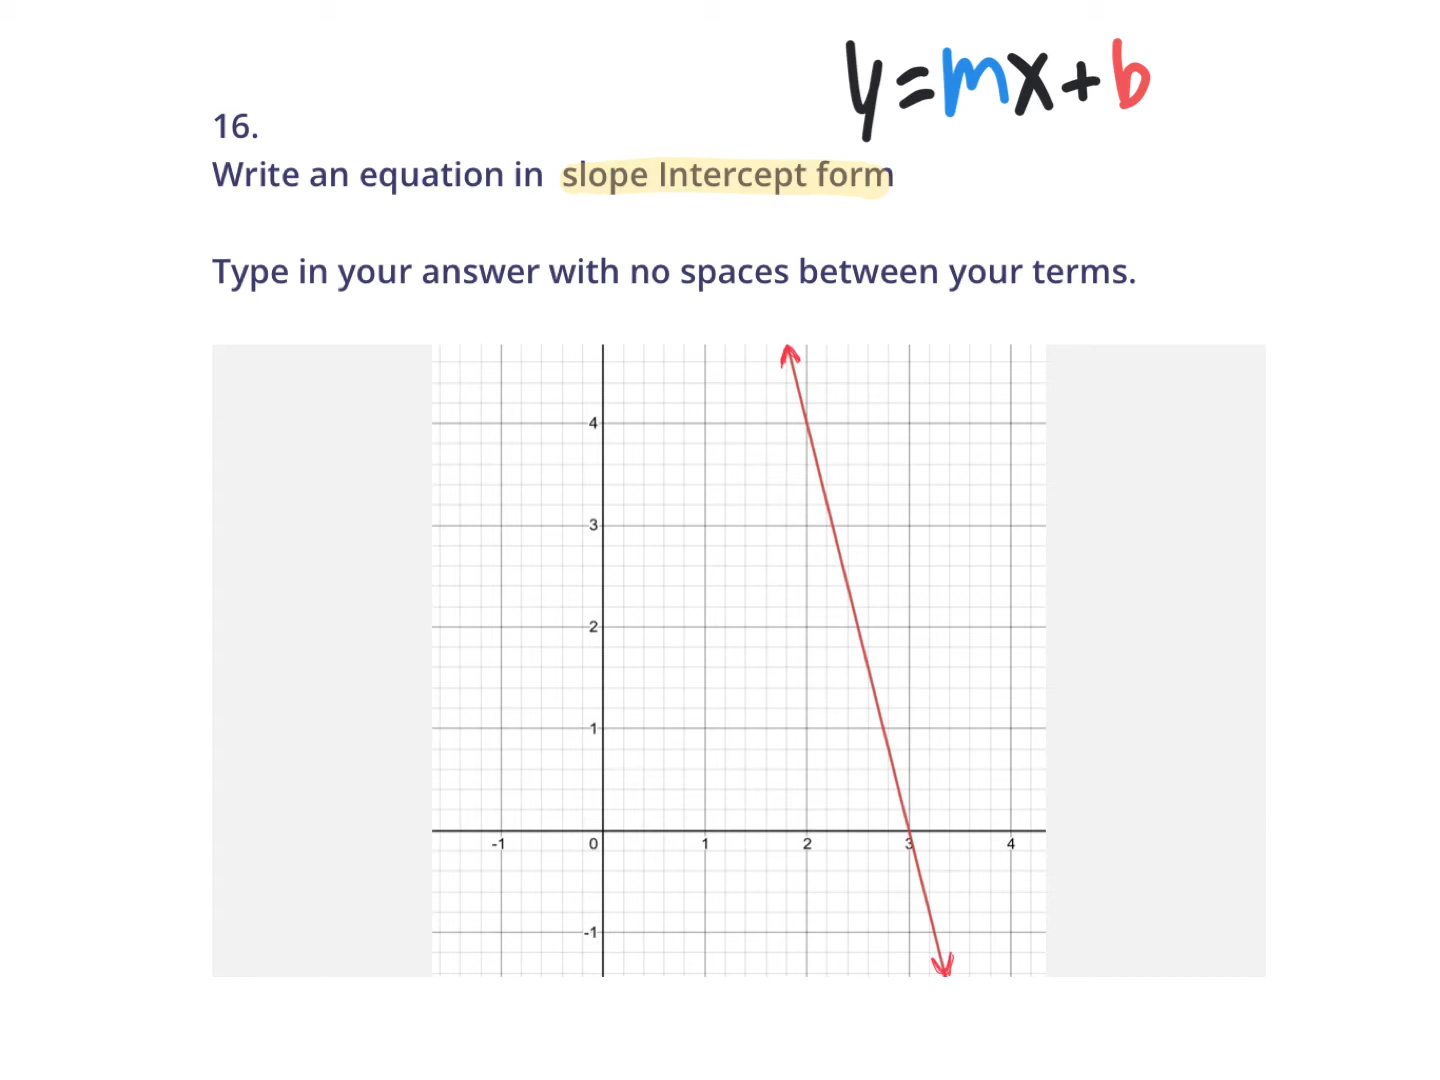 y=mx+b
16.
Write an equation in slope Intercept form
Type in your answer with no spaces between your terms.
4
3
2
1
-1 0 1 2 3 4
-1